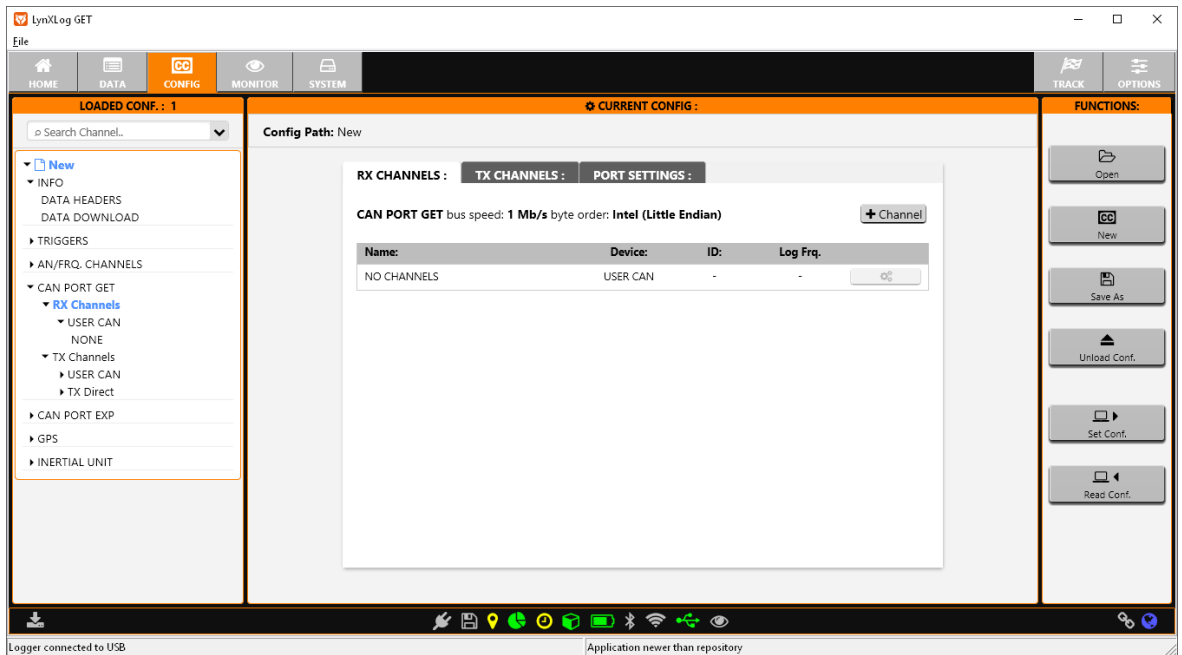 LynXLog GET
File
HOME
DATA
CC
CONFIG
MONITOR
SYSTEM
TRACK
OPTIONS
LOADED CONF. : 1
CURRENT CONFIG :
FUNCTIONS:
Search Channel..
Config Path: New
New
INFO
DATA HEADERS
DATA DOWNLOAD
TRIGGERS
AN/FRQ. CHANNELS
CAN PORT GET
RX Channels
USER CAN
NONE
TX Channels
USER CAN
TX Direct
CAN PORT EXP
GPS
INERTIAL UNIT
RX CHANNELS :
TX CHANNELS :
PORT SETTINGS :
CAN PORT GET bus speed: 1 Mb/s byte order: Intel (Little Endian)
Channel
Name: Device: ID: Log Frq.
NO CHANNELS USER CAN - -
Open
CC
New
Save As
Unload Conf.
Set Conf.
Read Conf.
Logger connected to USB
Application newer than repository